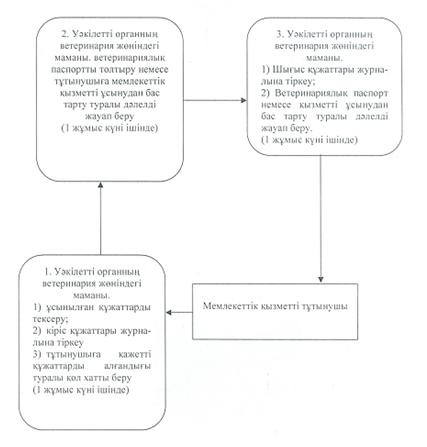 2. Уәкілетті органның
ветеринария жөніндегі
маманы. ветеринариялық
паспортты толтыру немесе
тұтынушыға мемлекеттік
қызметті ұсынудан бас
тарту туралы дәлелді
жауап беру
(1 жұмыс күні ішінде)
3. Уәкілетті органның
ветеринария жөніндегі
маманы.
1) Шығыс құжаттары журна-
лына тіркеу;
2) Ветеринариялық паспорт
немесе қызметті ұсынудан
бас тарту туралы дәлелді
жауап беру.
(1 жұмыс күні ішінде)
1. Уәкілетті органның
ветеринария жөніндегі
маманы.
1) ұсынылған құжаттарды
тексеру;
2) кіріс құжаттары журна-
лына тіркеу
3) тұтынушыға қажетті
құжаттарды алғандығы
туралы қол хатты беру
(1 жұмыс күні ішінде)
Мемлекеттік қызметті тұтынушы